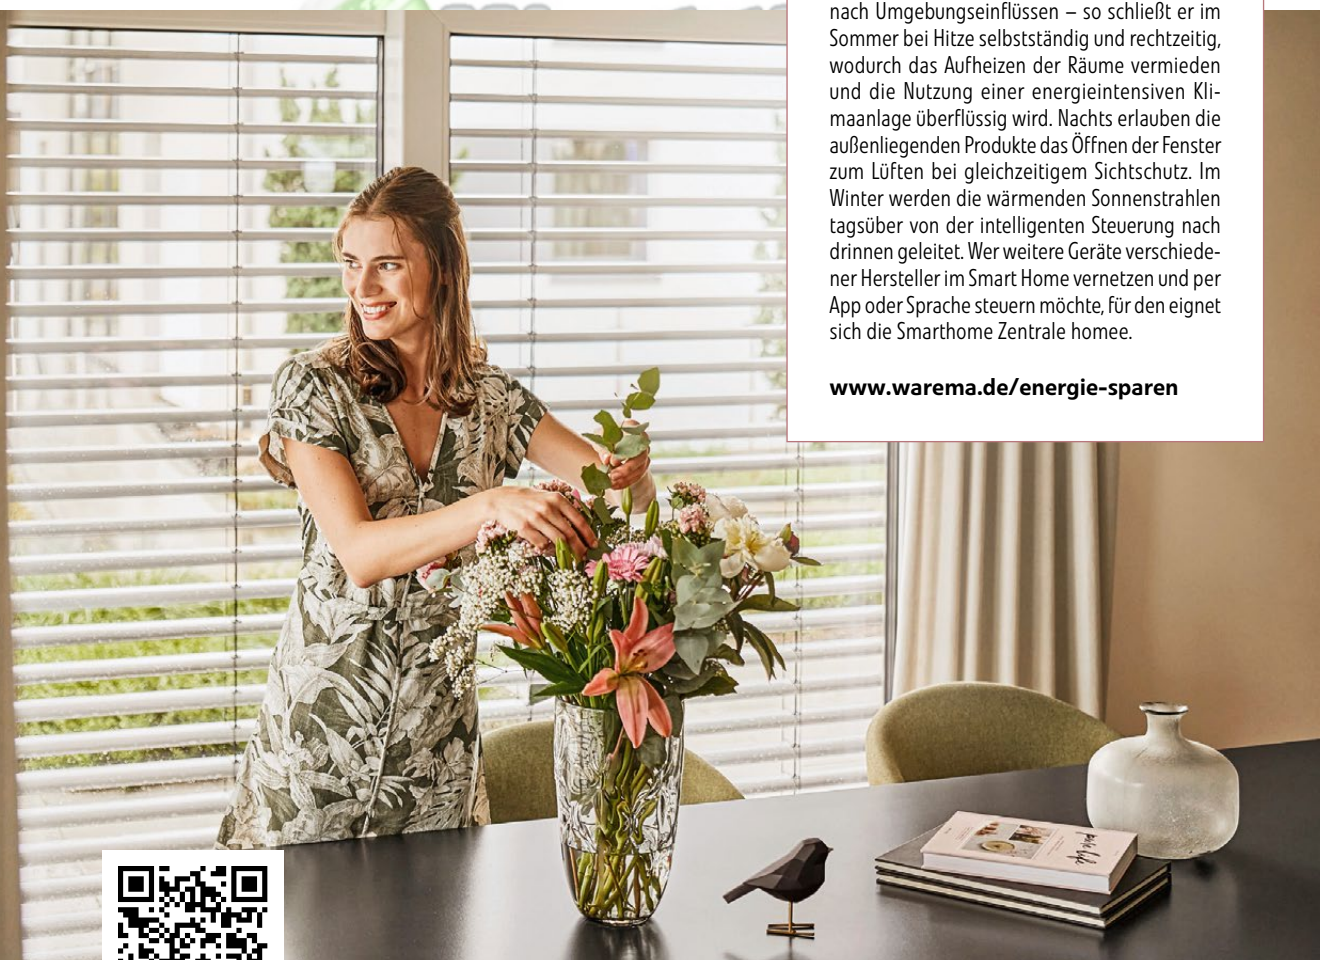 nach Umgebungseinflüssen – so schließt er im
Sommer bei Hitze selbstständig und rechtzeitig,
wodurch das Aufheizen der Räume vermieden
und die Nutzung einer energieintensiven Kli-
maanlage überflüssig wird. Nachts erlauben die
außenliegenden Produkte das Öffnen der Fenster
zum Lüften bei gleichzeitigem Sichtschutz. Im
Winter werden die wärmenden Sonnenstrahlen
tagsüber von der intelligenten Steuerung nach
drinnen geleitet. Wer weitere Geräte verschiede-
ner Hersteller im Smart Home vernetzen und per
App oder Sprache steuern möchte, für den eignet
sich die Smarthome Zentrale homee.
www.warema.de/energie-sparen